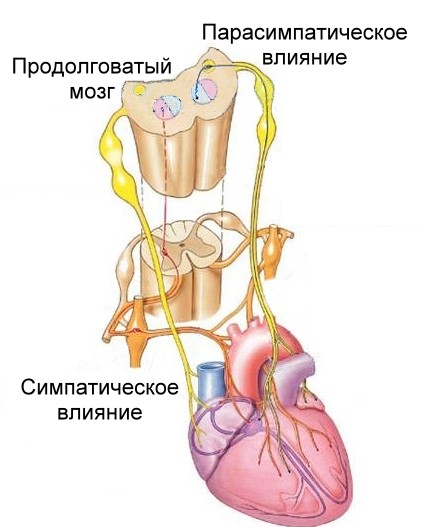 Парасимпатическое
влияние
Продолговатый
мозг
Симпатическое
влияние